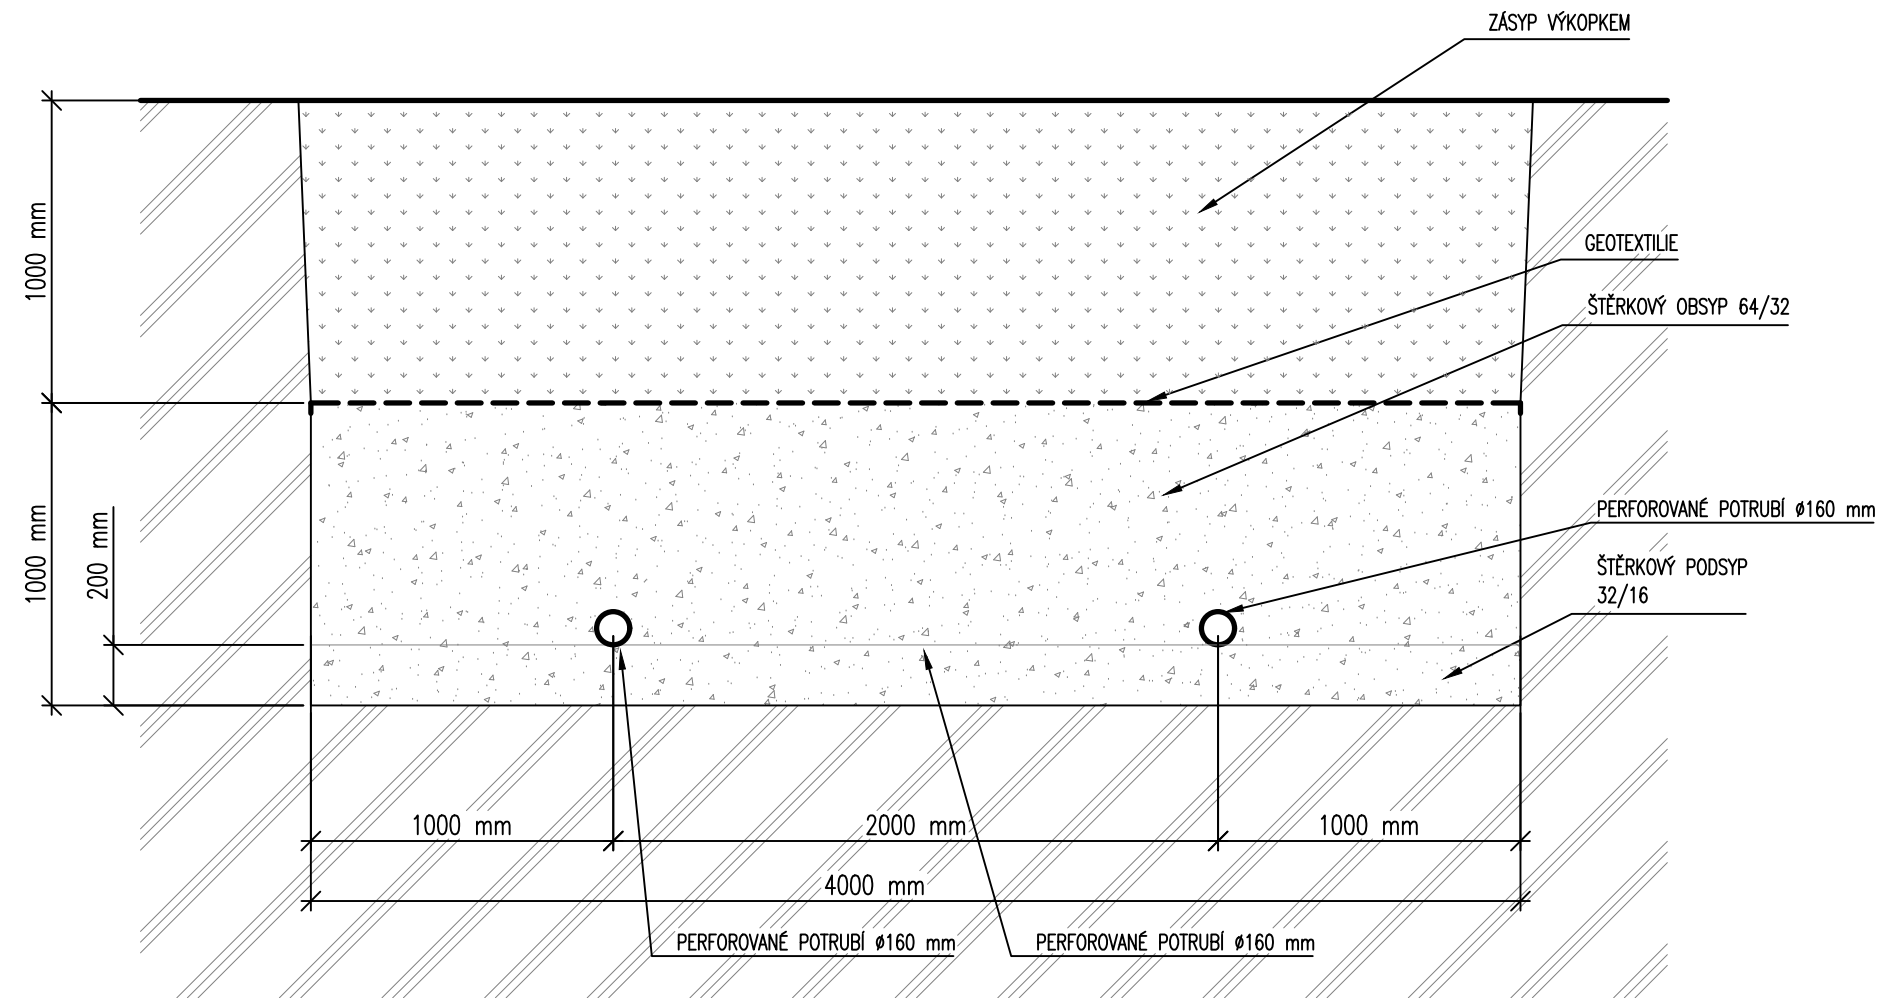 ZÁSYP VÝKOPKEM
GEOTEXTILIE
ŠTĚRKOVÝ OBSYP 64/32
PERFOROVANÉ POTRUBÍ ø160 mm
ŠTĚRKOVÝ PODSYP
32/16
1000 mm
1000 mm
200 mm
1000 mm
2000 mm
1000 mm
4000 mm
PERFOROVANÉ POTRUBÍ ø160 mm
PERFOROVANÉ POTRUBÍ ø160 mm